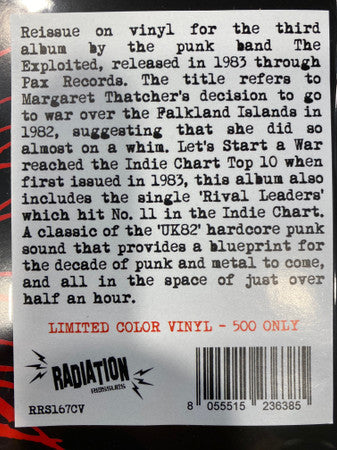 Reissue on vinyl for the third
album by the punk band The
Exploited, released in 1983 through
Pax Records. The title refers to
Margaret Thatcher's decision to go
to war over the Falkland Islands in
1982, suggesting that she did so
almost on a whim. Let's Start a War
reached the Indie Chart Top 10 when
first issued in 1983, this album also
includes the single 'Rival Leaders'
which hit No. 11 in the Indie Chart.
A classic of the 'UK82' hardcore punk
sound that provides a blueprint for
the decade of punk and metal to come,
and all in the space of just over
half an hour.
LIMITED COLOR VINYL - 500 ONLY
RADIATION
REISSUES
RRS167CV
8 055515 236385